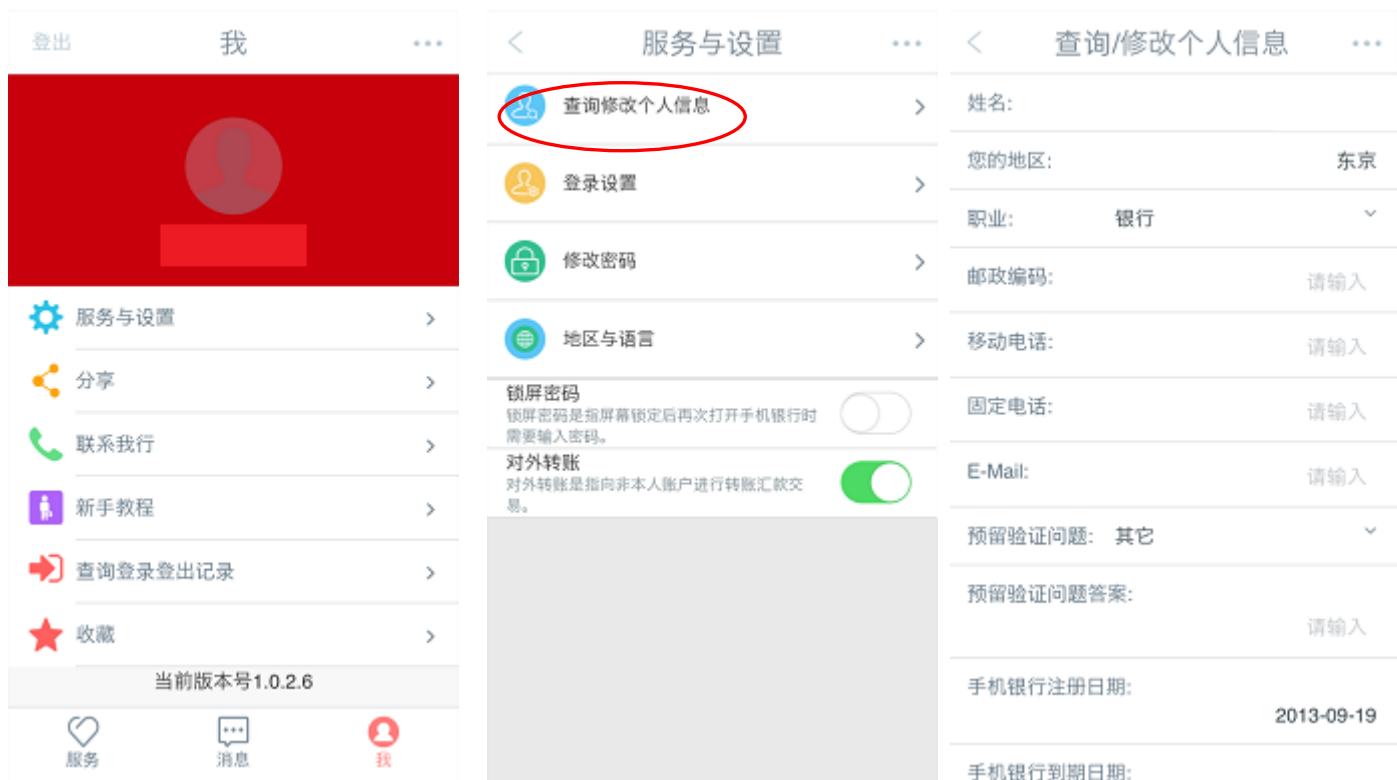 登出
我
服务与设置
分享
联系我行
新手教程
查询登录登出记录
收藏
当前版本号1.0.2.6
服务
消息
我
服务与设置
查询修改个人信息
登录设置
修改密码
地区与语言
锁屏密码
锁屏密码是指屏幕锁定后再次打开手机银行时
需要输入密码。
对外转账
对外转账是指向非本人账户进行转账汇款交
易。
查询/修改个人信息
姓名:
您的地区: 东京
职业: 银行
邮政编码: 请输入
移动电话: 请输入
固定电话: 请输入
E-Mail: 请输入
预留验证问题: 其它
预留验证问题答案:
请输入
手机银行注册日期:
2013-09-19
手机银行到期日期: